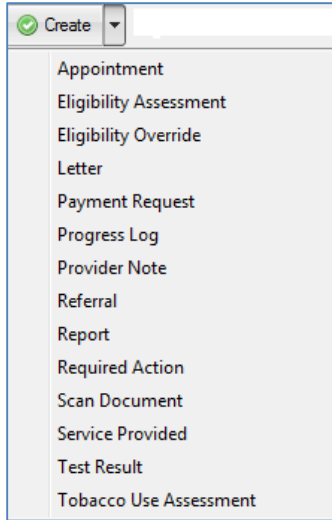 Create
Appointment
Eligibility Assessment
Eligibility Override
Letter
Payment Request
Progress Log
Provider Note
Referral
Report
Required Action
Scan Document
Service Provided
Test Result
Tobacco Use Assessment